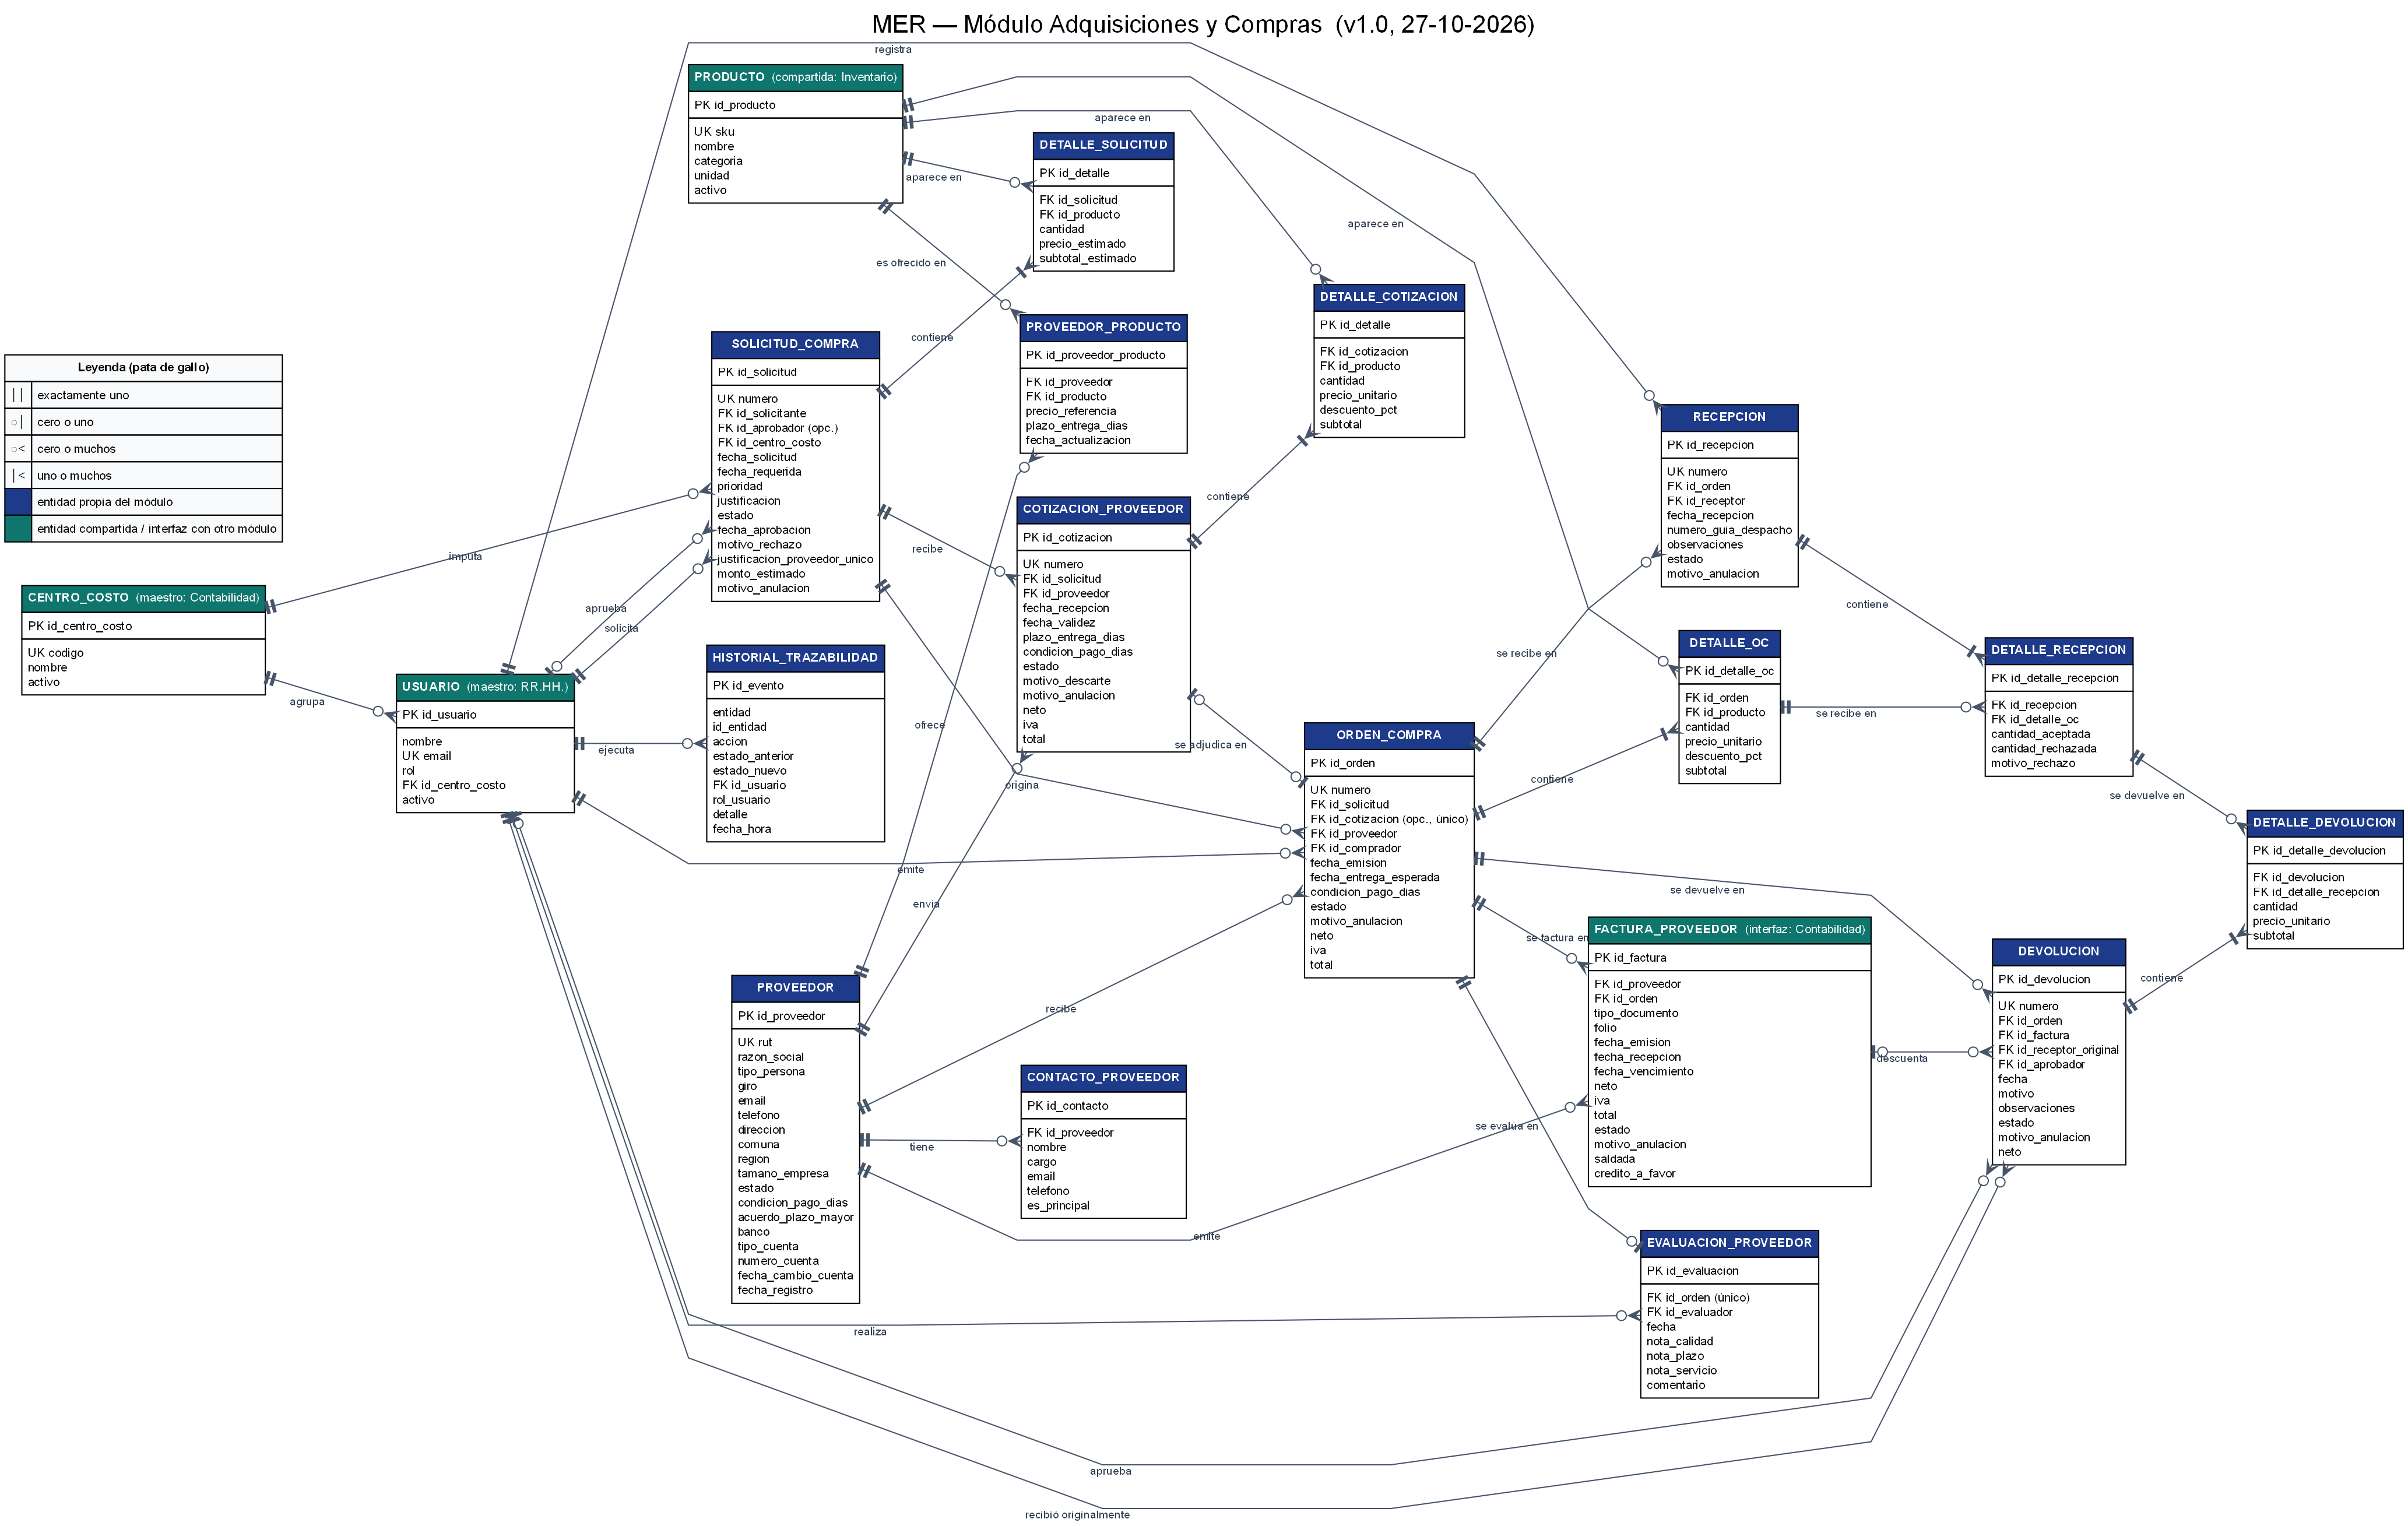 MER — Módulo Adquisiciones y Compras (v1.0, 27-10-2026)
registra
PRODUCTO (compartida: Inventario)
PK id_producto
UK sku
nombre
categoria
unidad
activo
aparece en
aparece en
aparece en
es ofrecido en
DETALLE_SOLICITUD
PK id_detalle
FK id_solicitud
FK id_producto
cantidad
precio_estimado
subtotal_estimado
DETALLE_COTIZACION
PK id_detalle
FK id_cotizacion
FK id_producto
cantidad
precio_unitario
descuento_pct
subtotal
PROVEEDOR_PRODUCTO
PK id_proveedor_producto
FK id_proveedor
FK id_producto
precio_referencia
plazo_entrega_dias
fecha_actualizacion
contiene
SOLICITUD_COMPRA
PK id_solicitud
UK numero
FK id_solicitante
FK id_aprobador (opc.)
FK id_centro_costo
fecha_solicitud
fecha_requerida
prioridad
justificacion
estado
fecha_aprobacion
motivo_rechazo
justificacion_proveedor_unico
monto_estimado
motivo_anulacion
Leyenda (pata de gallo)
|| exactamente uno
○| cero o uno
○< cero o muchos
|< uno o muchos
entidad propia del módulo
entidad compartida / interfaz con otro módulo
imputa
aprueba
solicita
recibe
contiene
CENTRO_COSTO (maestro: Contabilidad)
PK id_centro_costo
UK codigo
nombre
activo
agrupa
USUARIO (maestro: RR.HH.)
PK id_usuario
nombre
UK email
rol
FK id_centro_costo
activo
ejecuta
HISTORIAL_TRAZABILIDAD
PK id_evento
entidad
id_entidad
accion
estado_anterior
estado_nuevo
FK id_usuario
rol_usuario
detalle
fecha_hora
COTIZACION_PROVEEDOR
PK id_cotizacion
UK numero
FK id_solicitud
FK id_proveedor
fecha_recepcion
fecha_validez
plazo_entrega_dias
condicion_pago_dias
estado
motivo_descarte
motivo_anulacion
neto
iva
total
ofrece
origina
se adjudica en
emite
envia
RECEPCION
PK id_recepcion
UK numero
FK id_orden
FK id_receptor
fecha_recepcion
numero_guia_despacho
observaciones
estado
motivo_anulacion
contiene
se recibe en
DETALLE_OC
PK id_detalle_oc
FK id_orden
FK id_producto
cantidad
precio_unitario
descuento_pct
subtotal
se recibe en
contiene
DETALLE_RECEPCION
PK id_detalle_recepcion
FK id_recepcion
FK id_detalle_oc
cantidad_aceptada
cantidad_rechazada
motivo_rechazo
se devuelve en
ORDEN_COMPRA
PK id_orden
UK numero
FK id_solicitud
FK id_cotizacion (opc., único)
FK id_proveedor
FK id_comprador
fecha_emision
fecha_entrega_esperada
condicion_pago_dias
estado
motivo_anulacion
neto
iva
total
se devuelve en
se factura en
DETALLE_DEVOLUCION
PK id_detalle_devolucion
FK id_devolucion
FK id_detalle_recepcion
cantidad
precio_unitario
subtotal
contiene
FACTURA_PROVEEDOR (interfaz: Contabilidad)
PK id_factura
FK id_proveedor
FK id_orden
tipo_documento
folio
fecha_emision
fecha_recepcion
fecha_vencimiento
neto
iva
total
estado
motivo_anulacion
saldada
credito_a_favor
descuenta
DEVOLUCION
PK id_devolucion
UK numero
FK id_orden
FK id_factura
FK id_receptor_original
FK id_aprobador
fecha
motivo
observaciones
estado
motivo_anulacion
neto
PROVEEDOR
PK id_proveedor
UK rut
razon_social
tipo_persona
giro
email
telefono
direccion
comuna
region
tamano_empresa
estado
condicion_pago_dias
acuerdo_plazo_mayor
banco
tipo_cuenta
numero_cuenta
fecha_cambio_cuenta
fecha_registro
recibe
tiene
CONTACTO_PROVEEDOR
PK id_contacto
FK id_proveedor
nombre
cargo
email
telefono
es_principal
se evalua en
emite
EVALUACION_PROVEEDOR
PK id_evaluacion
FK id_orden (único)
FK id_evaluador
fecha
nota_calidad
nota_plazo
nota_servicio
comentario
realiza
aprueba
recibió originalmente